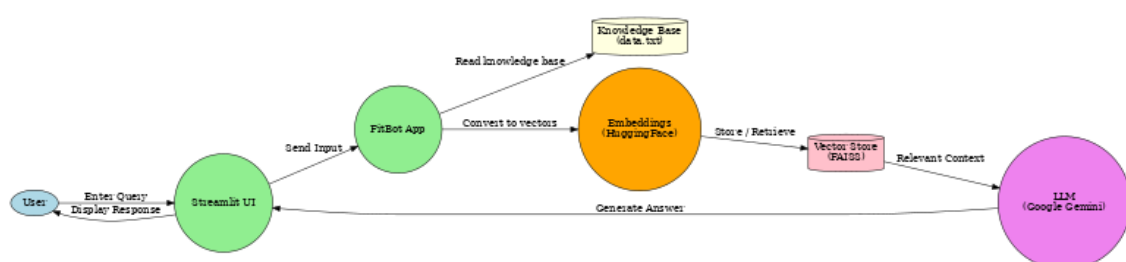 Knowledge Base
(data.txt)
Read knowledge base
FitBot App
Convert to vectors
Embeddings
(HuggingFace)
Store / Retrieve
Vector Store
(FAISS)
Relevant Context
Send Input
User
Enter Query
Display Response
Streamlit UI
Generate Answer
LLM
(Google Gemini)